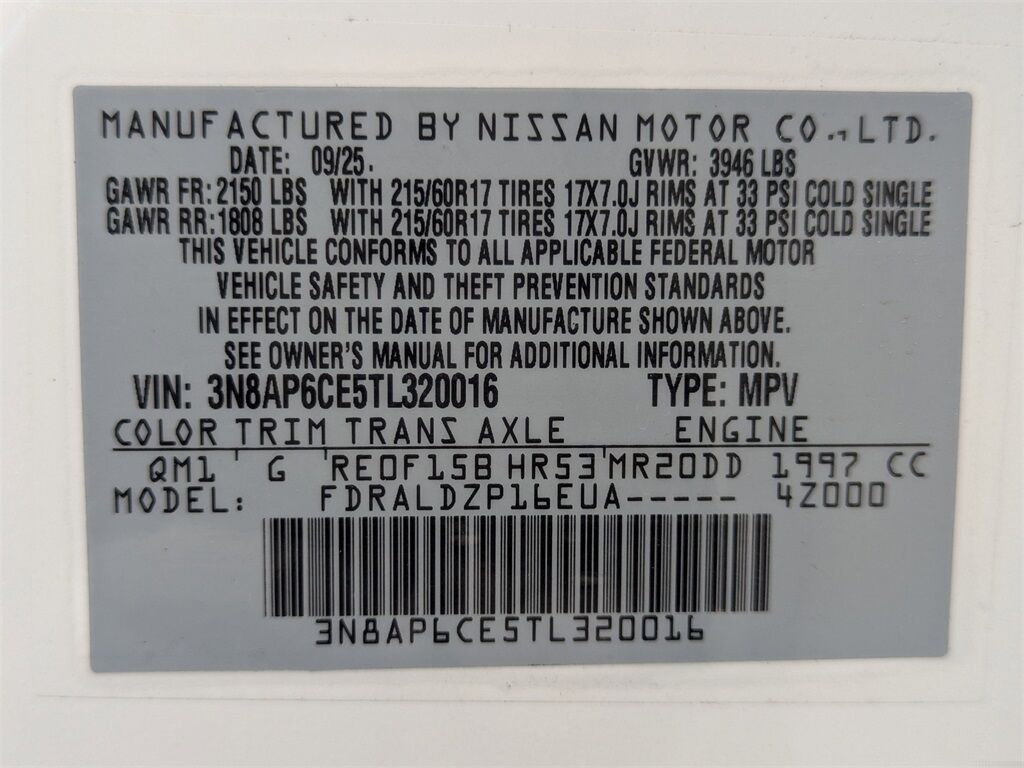 MANUFACTURED BY NISSAN MOTOR CO., LTD.
DATE: 09/25. GVWR: 3946 LBS
GAWR FR: 2150 LBS WITH 215/60R17 TIRES 17X7.0J RIMS AT 33 PSI COLD SINGLE
GAWR RR: 1808 LBS WITH 215/60R17 TIRES 17X7.0J RIMS AT 33 PSI COLD SINGLE
THIS VEHICLE CONFORMS TO ALL APPLICABLE FEDERAL MOTOR
VEHICLE SAFETY AND THEFT PREVENTION STANDARDS
IN EFFECT ON THE DATE OF MANUFACTURE SHOWN ABOVE.
SEE OWNER'S MANUAL FOR ADDITIONAL INFORMATION.
VIN: 3N8AP6CE5TL320016 TYPE: MPV
COLOR TRIM TRANS AXLE ENGINE
QM1 G RE0F15B HR53 MR20DD 1997 CC
MODEL: FDRALDZP16EUA----- 4Z000
3N8AP6CE5TL320016